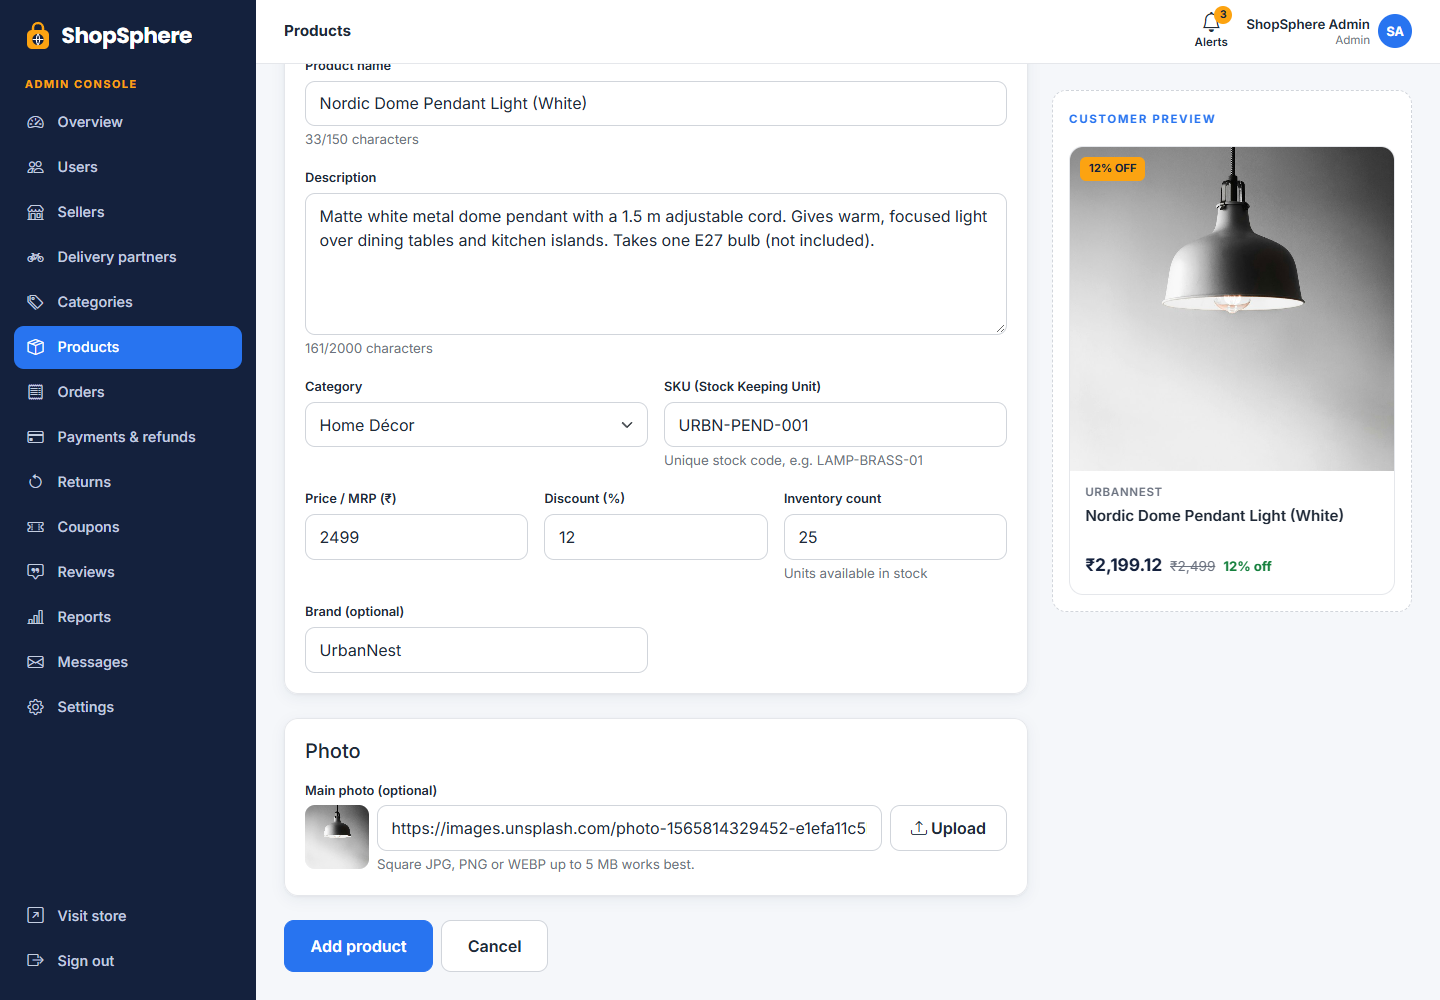 ShopSphere
ADMIN CONSOLE
Overview
Users
Sellers
Delivery partners
Categories
Products
Orders
Payments & refunds
Returns
Coupons
Reviews
Reports
Messages
Settings
Visit store
Sign out
Products
3
Alerts
ShopSphere Admin
Admin
SA
Product name
Nordic Dome Pendant Light (White)
33/150 characters
Description
Matte white metal dome pendant with a 1.5 m adjustable cord. Gives warm, focused light
over dining tables and kitchen islands. Takes one E27 bulb (not included).
161/2000 characters
Category
SKU (Stock Keeping Unit)
Home Décor
URBN-PEND-001
Unique stock code, e.g. LAMP-BRASS-01
Price / MRP (₹)
Discount (%)
Inventory count
2499
12
25
Units available in stock
Brand (optional)
UrbanNest
Photo
Main photo (optional)
https://images.unsplash.com/photo-1565814329452-e1efa11c5
Upload
Square JPG, PNG or WEBP up to 5 MB works best.
Add product
Cancel
CUSTOMER PREVIEW
12% OFF
URBANNEST
Nordic Dome Pendant Light (White)
₹2,199.12 ₹2,499 12% off